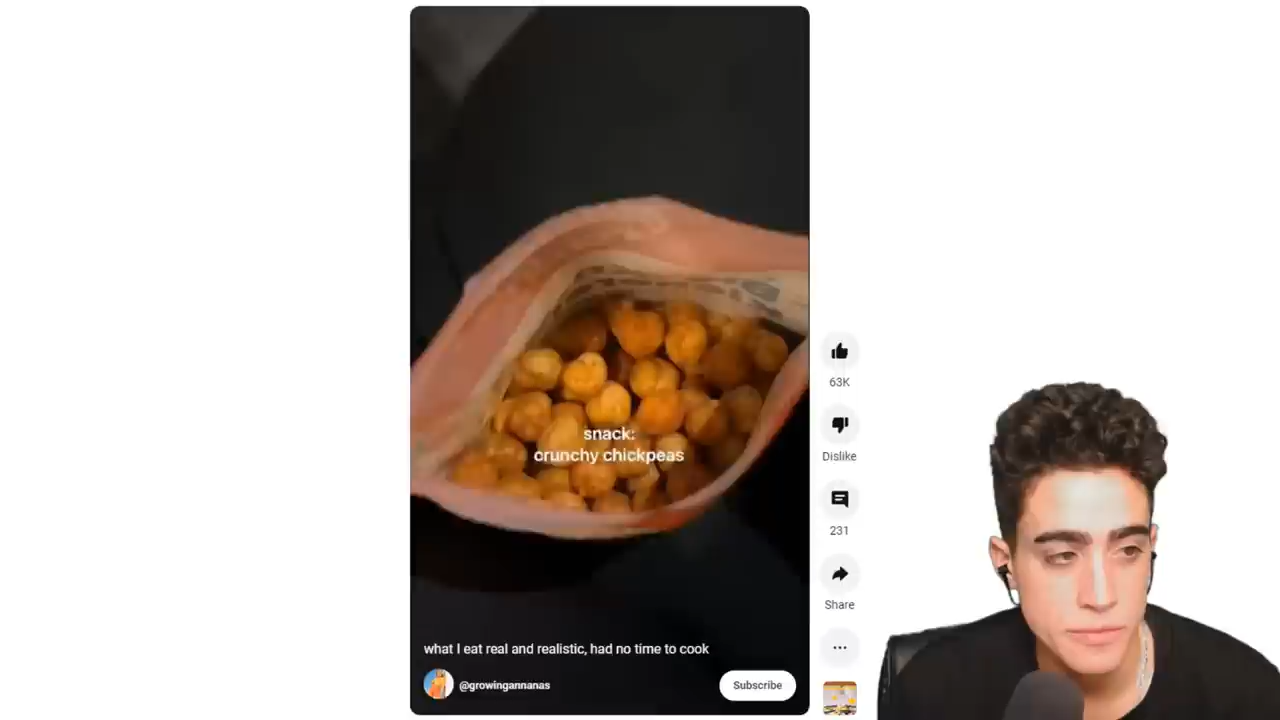 snack:
crunchy chickpeas
63K
Dislike
231
Share
what I eat real and realistic, had no time to cook
@growingannanas
Subscribe